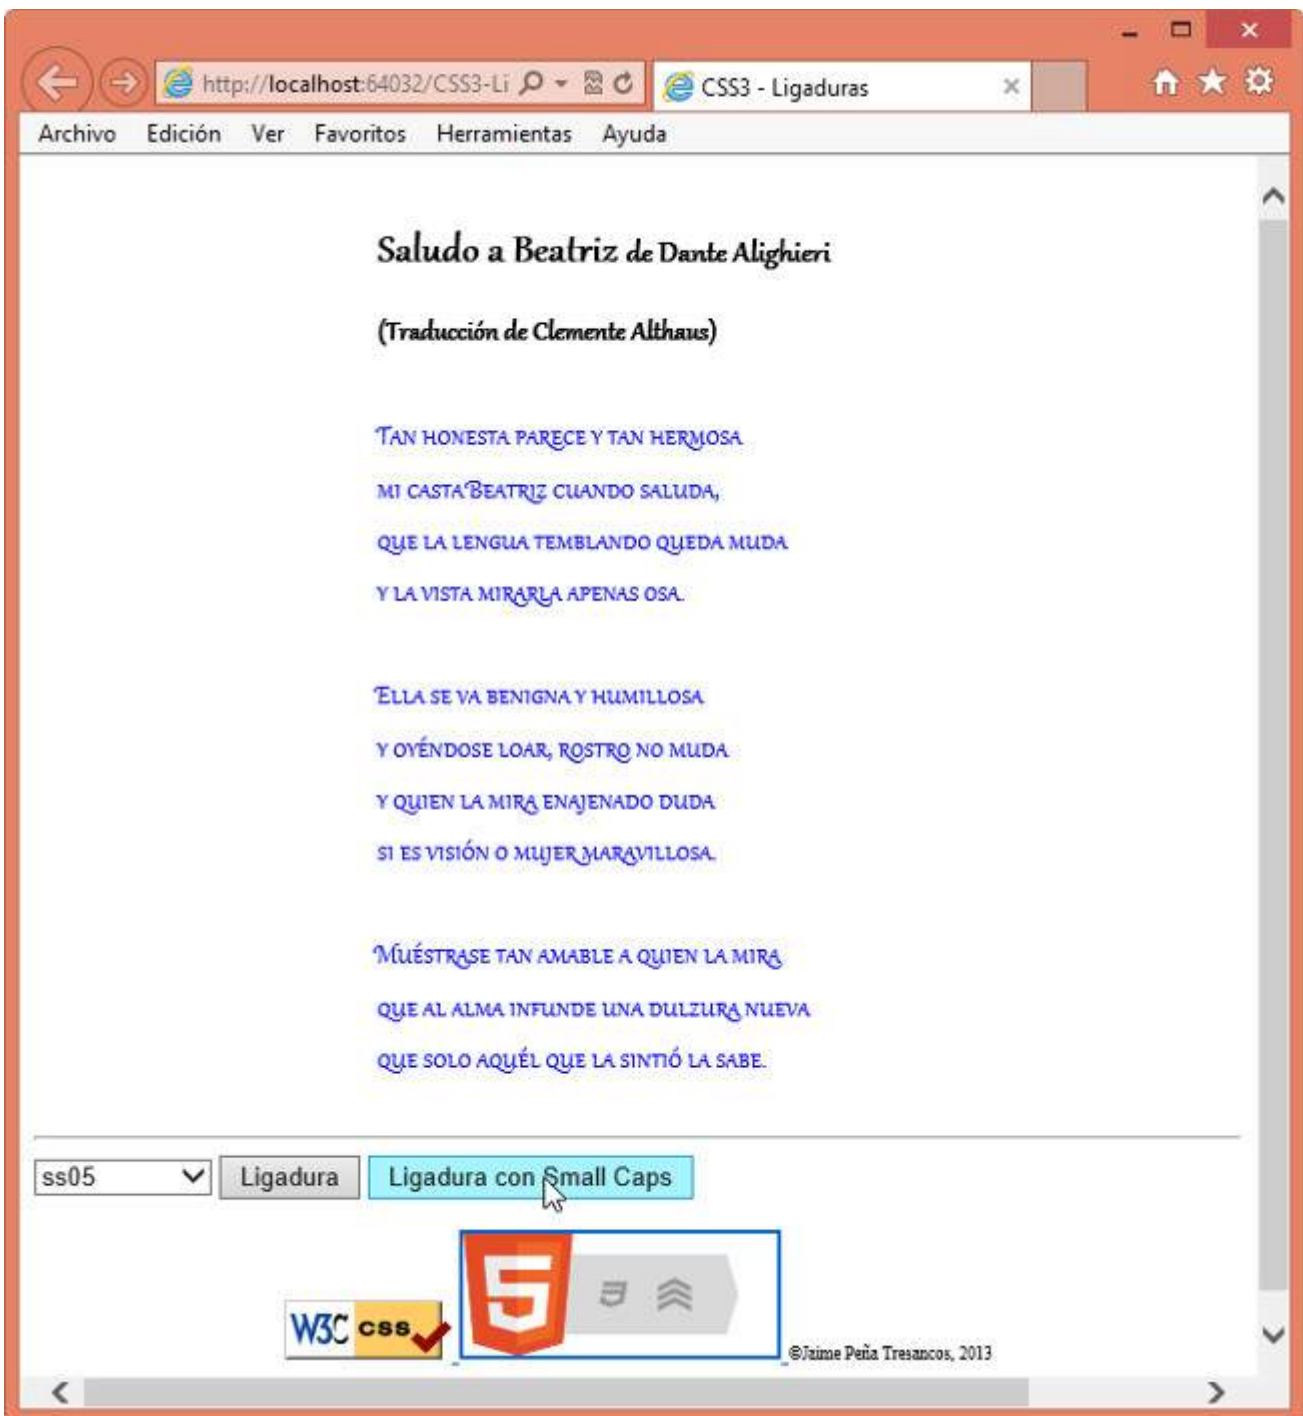 http://localhost:64032/CSS3-Li
CSS3 - Ligaduras
Archivo Edición Ver Favoritos Herramientas Ayuda
Saludo a Beatriz de Dante Alighieri
(Traducción de Clemente Althaus)
Tan honesta parece y tan hermosa
mi casta Beatriz cuando saluda,
que la lengua temblando queda muda
y la vista mirarla apenas osa.
Ella se va benigna y humillosa
y oyéndose loar, rostro no muda
y quien la mira enajenado duda
si es visión o mujer maravillosa.
Muéstrase tan amable a quien la mira
que al alma infunde una dulzura nueva
que solo aquél que la sintió la sabe.
ss05 Ligadura Ligadura con Small Caps
W3C css 5 3
©Jaime Peña Tresancos, 2013